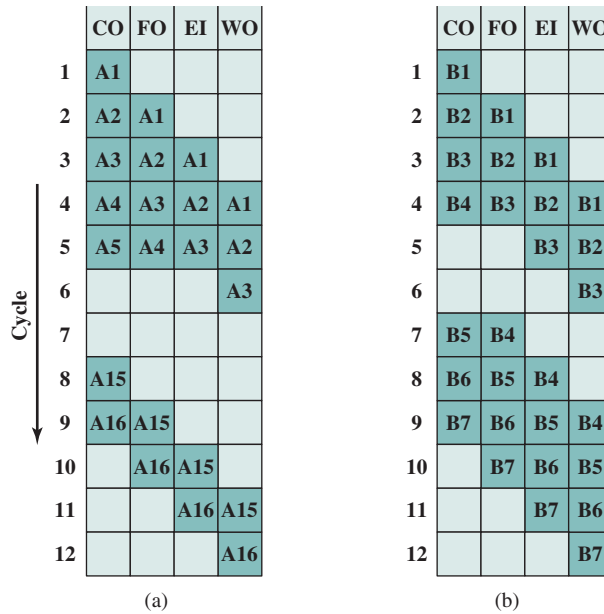 CO FO EI WO
1 A1
2 A2 A1
3 A3 A2 A1
4 A4 A3 A2 A1
5 A5 A4 A3 A2
6 A3
7
8 A15
9 A16 A15
10 A16 A15
11 A16 A15
12 A16
Cycle
(a)
CO FO EI WO
1 B1
2 B2 B1
3 B3 B2 B1
4 B4 B3 B2 B1
5 B3 B2
6 B3
7 B5 B4
8 B6 B5 B4
9 B7 B6 B5 B4
10 B7 B6 B5
11 B7 B6
12 B7
(b)